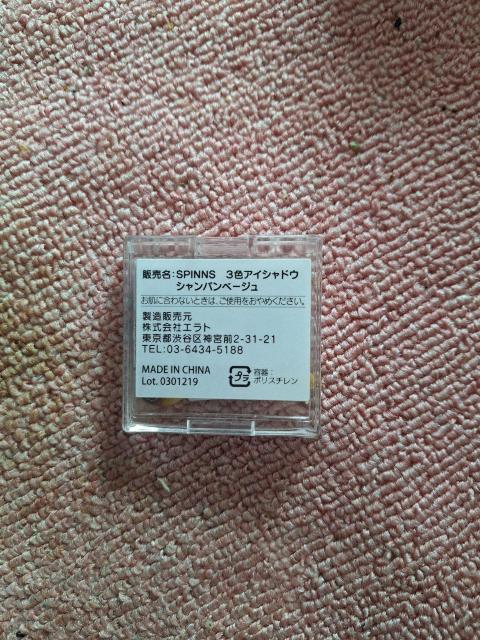 販売名:SPINNS 3色アイシャドウ
シャンパンベージュ
お肌に合わないときは、ご使用をおやめください。
製造販売元
株式会社エラト
東京都渋谷区神宮前2-31-21
TEL:03-6434-5188
MADE IN CHINA
Lot. 0301219
プラ
容器:
ポリスチレン